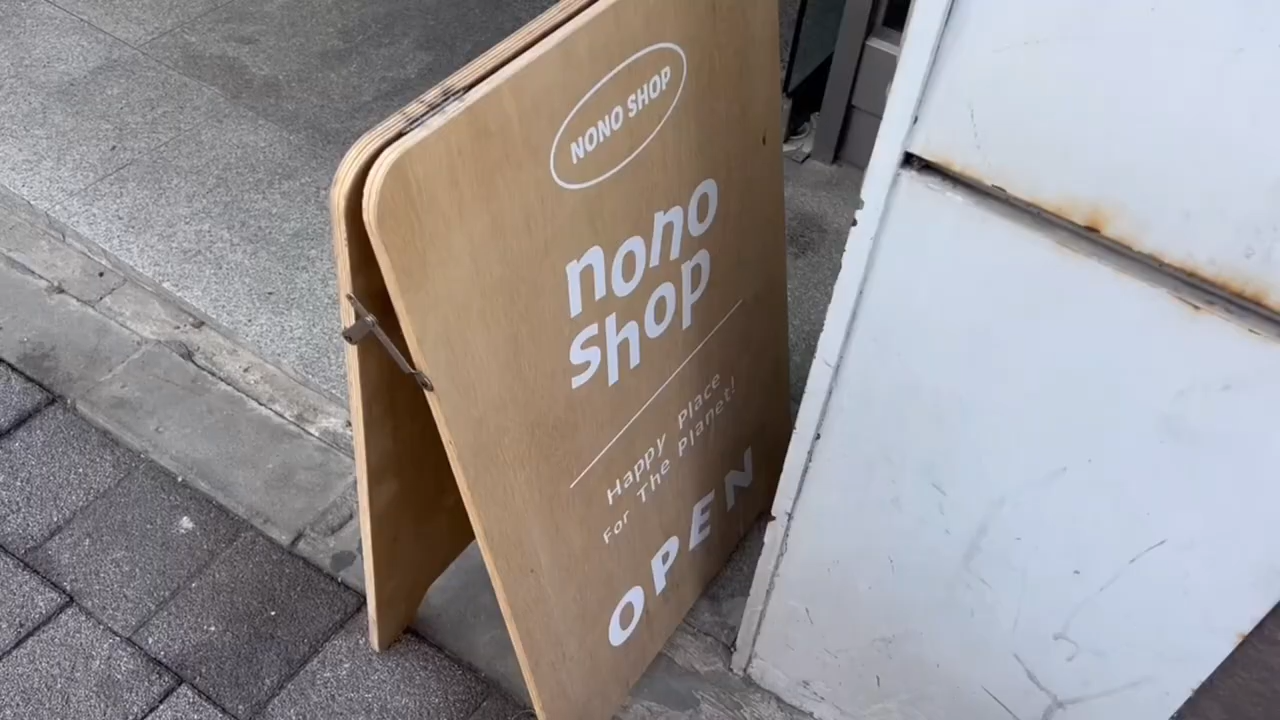 NONO SHOP
nono
shop
Happy Place
For The Planet!
OPEN